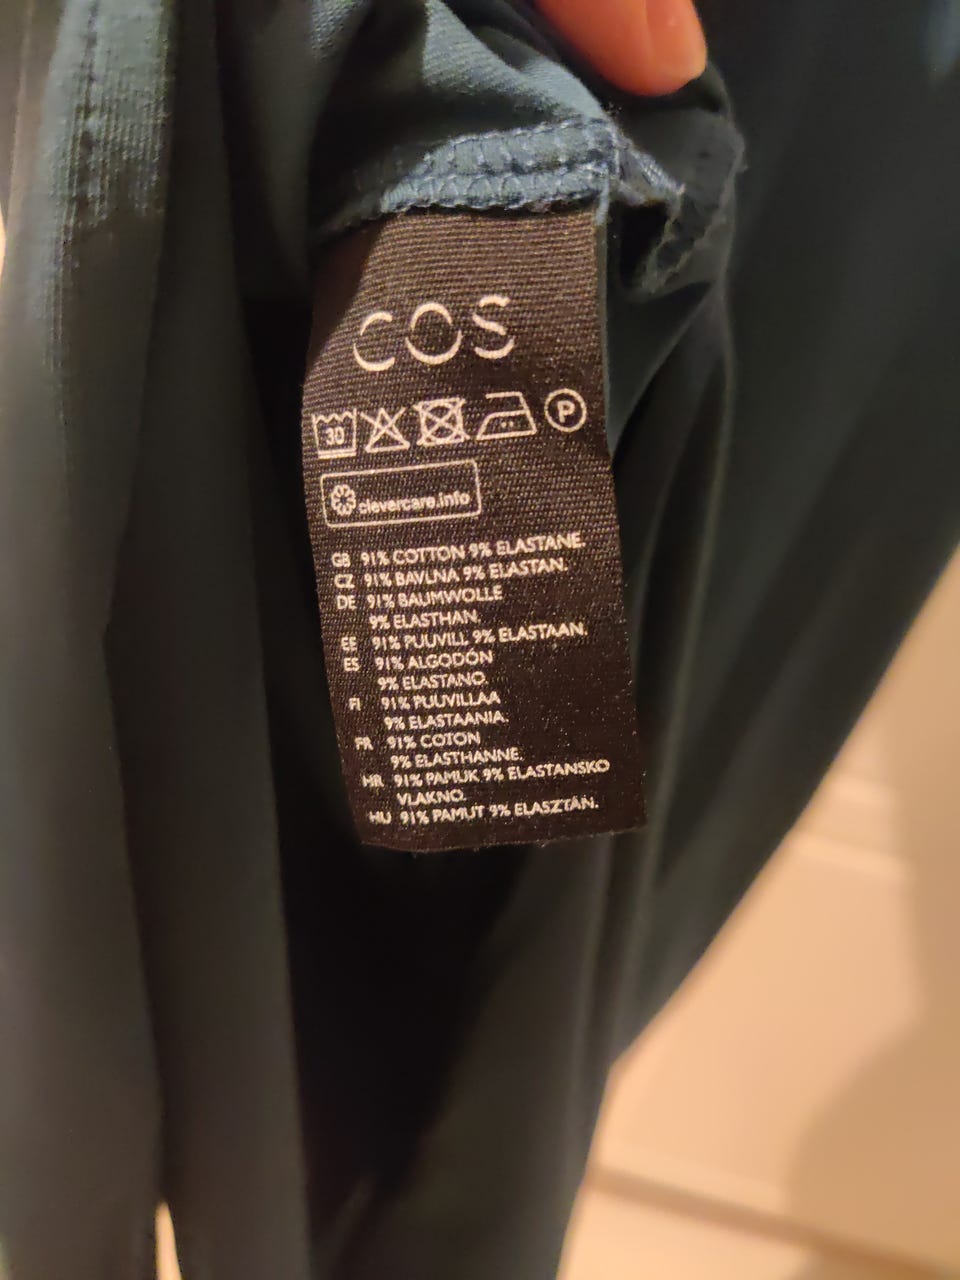 COS
30
P
clevercare.info
GB 91% COTTON 9% ELASTANE.
CZ 91% BAVLNA 9% ELASTAN.
DE 91% BAUMWOLLE
9% ELASTHAN.
EE 91% PUUVILL 9% ELASTAAN.
ES 91% ALGODÓN
9% ELASTANO.
FI 91% PUUVILLAA
9% ELASTAANIA.
FR 91% COTON
9% ELASTHANNE.
HR 91% PAMUK 9% ELASTANSKO
VLAKNO.
HU 91% PAMUT 9% ELASZTÁN.